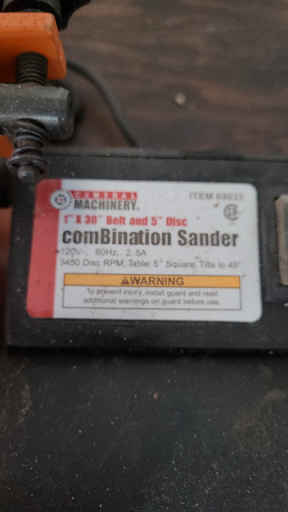 CENTRAL
MACHINERY.
1" X 30" Belt and 5" Disc
comBination Sander
120V~, 60Hz, 2.5A
3450 Disc RPM; Table: 5" Square, Tilts to 45°
WARNING
To prevent injury, install guard and read
additional warnings on guard before use.
ITEM